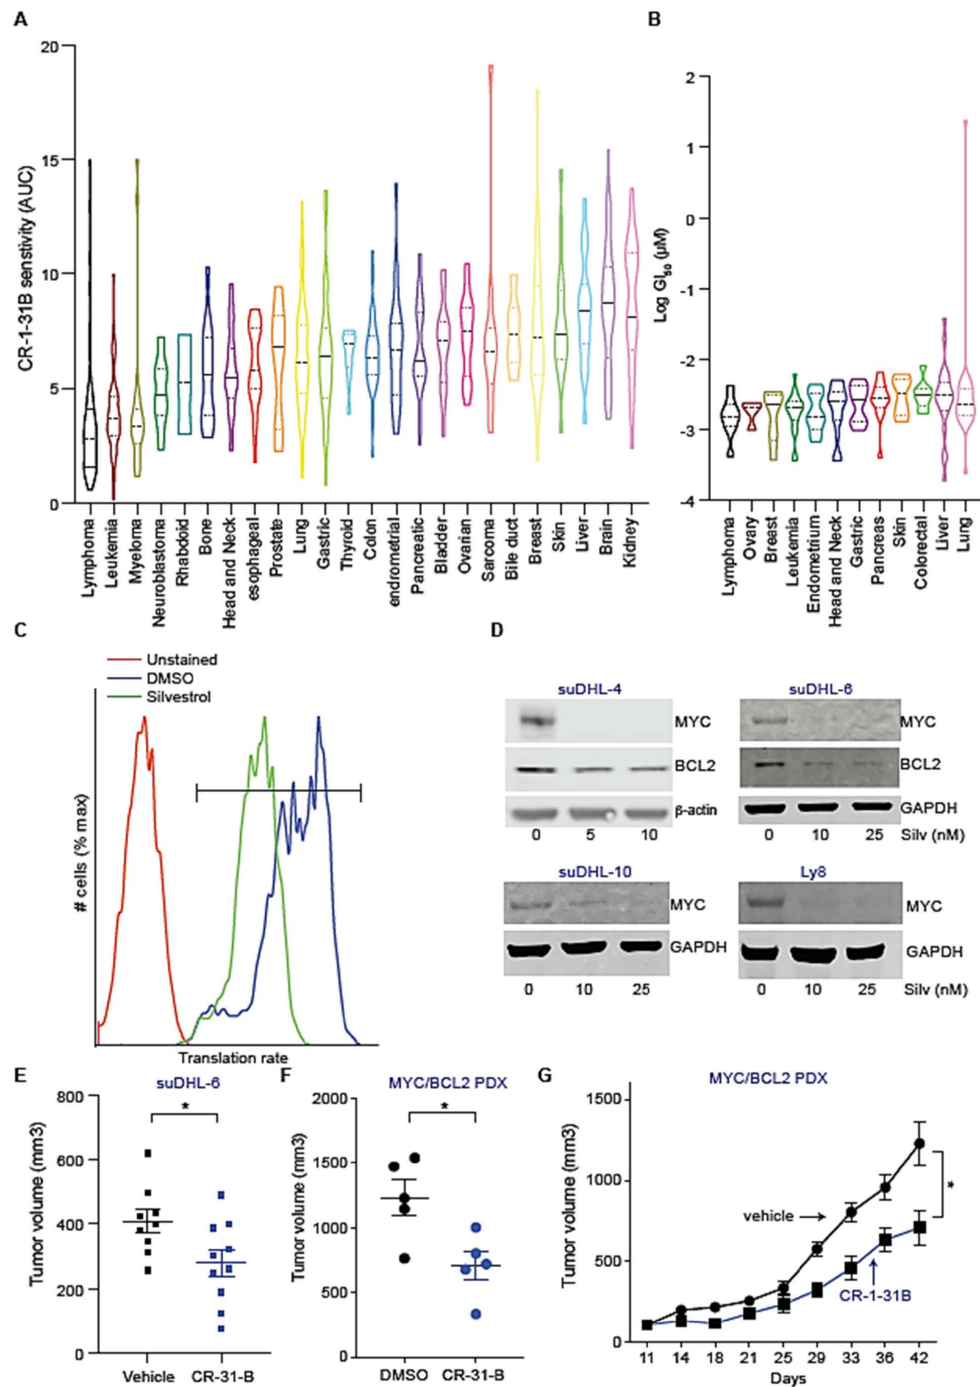 A
CR-1-31B senstivity (AUC)
20
15
10
5
0
Lymphoma
Leukemia
Myeloma
Neuroblastoma
Rhabdoid
Bone
Head and Neck
esophageal
Prostate
Lung
Gastric
Thyroid
Colon
endrometrial
Pancreatic
Bladder
Ovarian
Sarcoma
Bile duct
Breast
Skin
Liver
Brain
Kidney
B
Log GI50 (μM)
2
1
0
-1
-2
-3
-4
Lymphoma
Ovary
Breast
Leukemia
Endometrium
Head and Neck
Gastric
Pancreas
Skin
Colorectal
Liver
Lung
C
Unstained
DMSO
Silvestrol
# cells (% max)
Translation rate
D
suDHL-4
MYC
BCL2
β-actin
0 5 10
suDHL-6
MYC
BCL2
GAPDH
0 10 25 Silv (nM)
suDHL-10
MYC
GAPDH
0 10 25
Ly8
MYC
GAPDH
0 10 25 Silv (nM)
E
suDHL-6
Tumor volume (mm3)
800
600
400
200
0
*
Vehicle CR-31-B
F
MYC/BCL2 PDX
Tumor volume (mm3)
2000
1500
1000
500
0
*
DMSO CR-31-B
G
MYC/BCL2 PDX
Tumor volume (mm3)
1500
1000
500
0
vehicle
CR-1-31B
*
11 14 18 21 25 29 33 36 42
Days